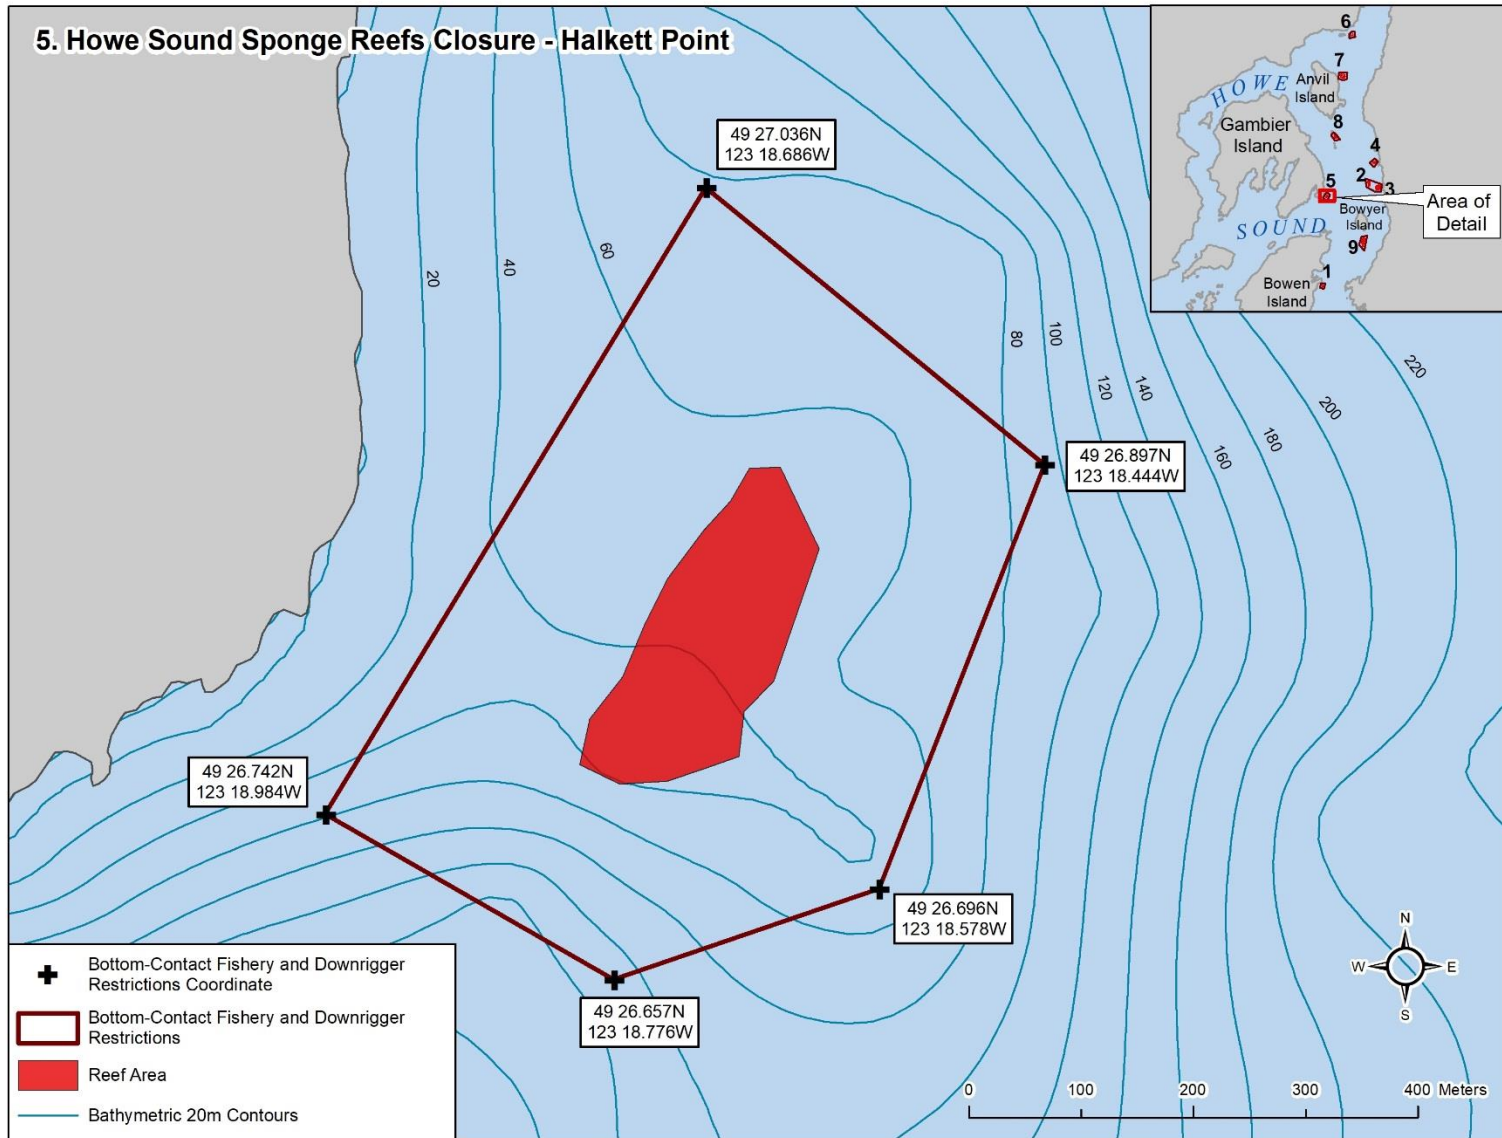 5. Howe Sound Sponge Reefs Closure - Halkett Point
6
7
HOWE
Anvil
Island
8
Gambier
Island
4
2
3
5
Area of
Detail
Bowyer
Island
SOUND
9
1
Bowen
Island
49 27.036N
123 18.686W
20
40
60
80
100
120
140
160
180
200
220
49 26.897N
123 18.444W
49 26.742N
123 18.984W
49 26.696N
123 18.578W
49 26.657N
123 18.776W
N
W
E
S
Bottom-Contact Fishery and Downrigger
Restrictions Coordinate
Bottom-Contact Fishery and Downrigger
Restrictions
Reef Area
Bathymetric 20m Contours
0 100 200 300 400 Meters